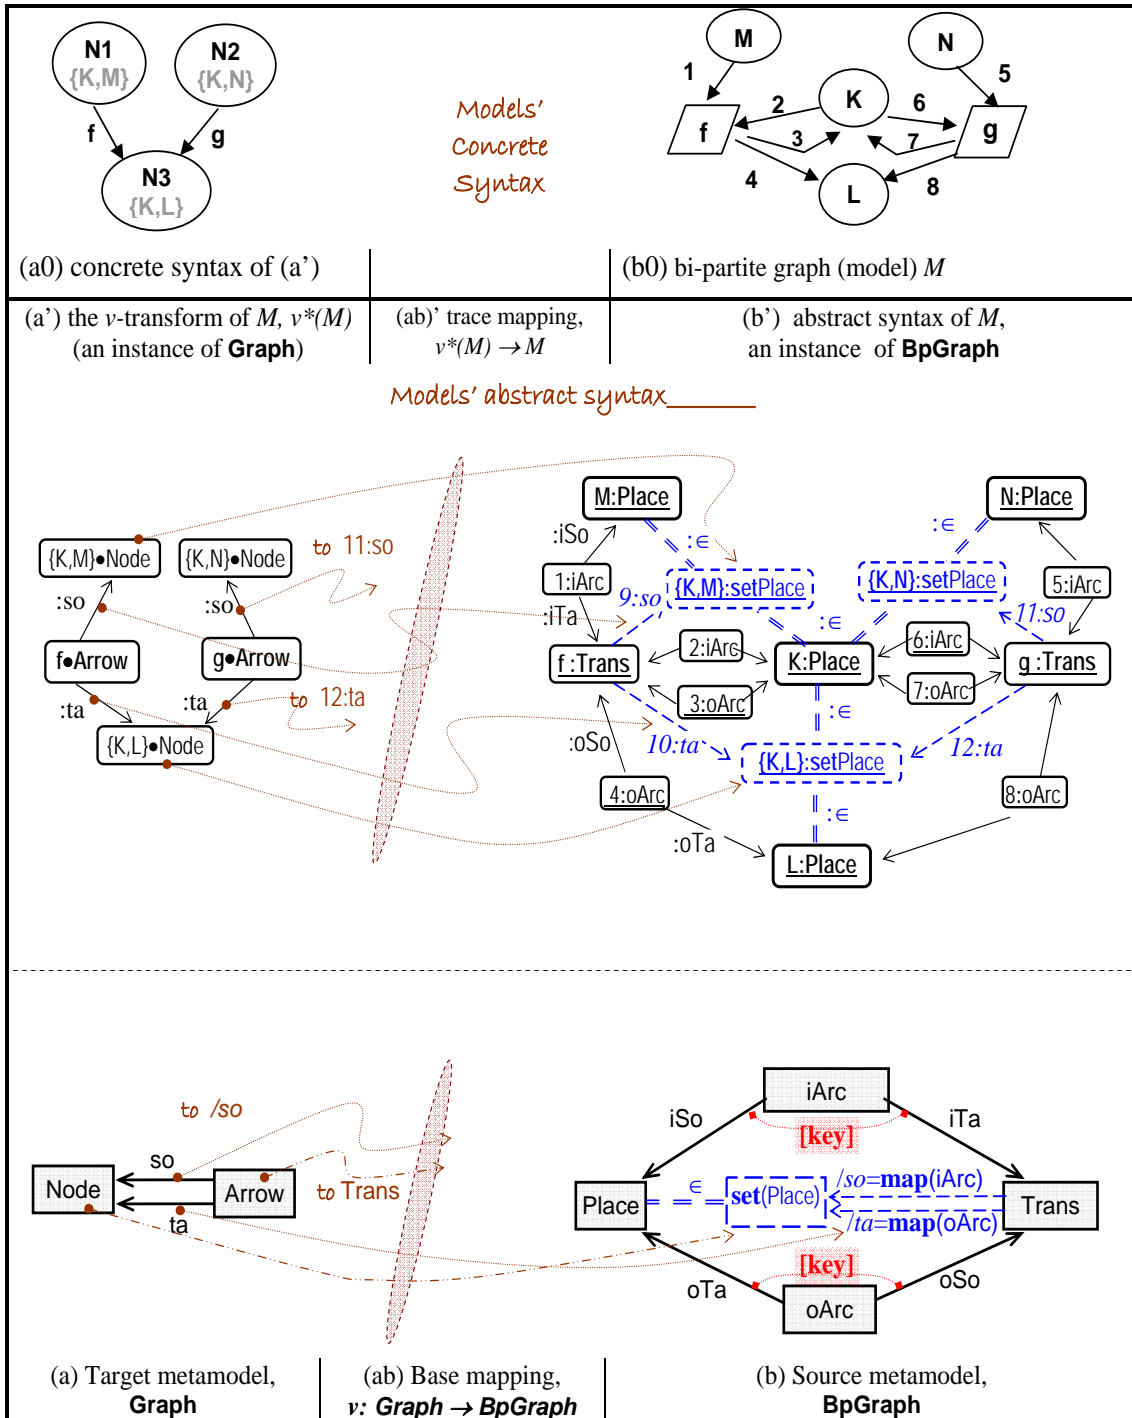 N1
{K,M}
N2
{K,N}
f
g
N3
{K,L}
Models'
Concrete
Syntax
M
N
1
5
2
K
6
f
3
7
g
4
8
L
(a0) concrete syntax of (a')
(b0) bi-partite graph (model) M
(a') the v-transform of M, v*(M)
(an instance of Graph)
(ab)' trace mapping,
v*(M) → M
(b') abstract syntax of M,
an instance of BpGraph
Models' abstract syntax
{K,M}●Node
{K,N}●Node
to 11:so
:so
:so
f●Arrow
g●Arrow
:ta
:ta
to 12:ta
{K,L}●Node
M:Place
N:Place
:iSo
:∈
:∈
1:iArc
{K,M}:setPlace
{K,N}:setPlace
5:iArc
:iTa
9:so
:∈
11:so
f:Trans
2:iArc
K:Place
6:iArc
g:Trans
3:oArc
7:oArc
:oSo
:∈
10:ta
12:ta
{K,L}:setPlace
4:oArc
:∈
8:oArc
:oTa
L:Place
to /so
so
Node
Arrow
to Trans
ta
iArc
iSo
iTa
[key]
Place
∈
set(Place)
/so=map(iArc)
/ta=map(oArc)
Trans
[key]
oTa
oSo
oArc
(a) Target metamodel,
Graph
(ab) Base mapping,
v: Graph → BpGraph
(b) Source metamodel,
BpGraph